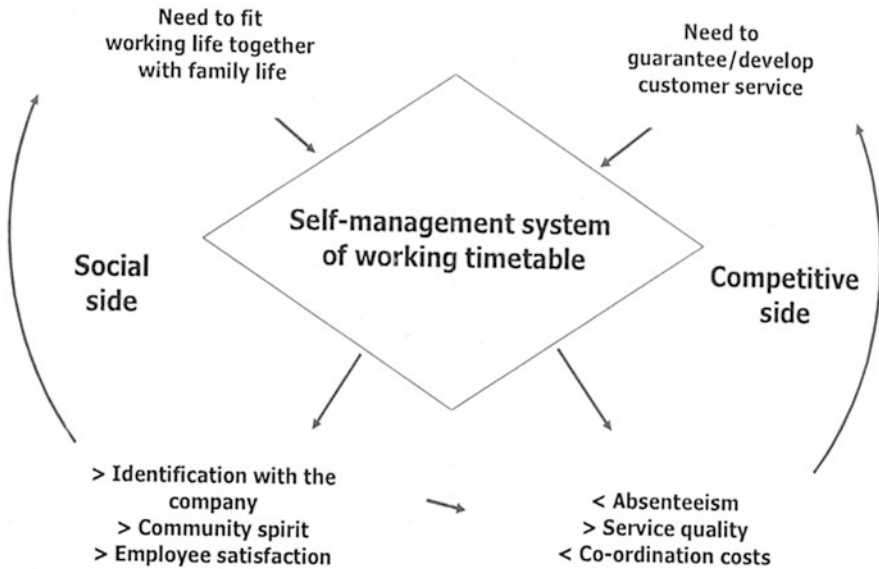 Need to fit
working life together
with family life
Need to
guarantee/develop
customer service
Self-management system
of working timetable
Social
side
Competitive
side
> Identification with the
company
> Community spirit
> Employee satisfaction
< Absenteeism
> Service quality
< Co-ordination costs